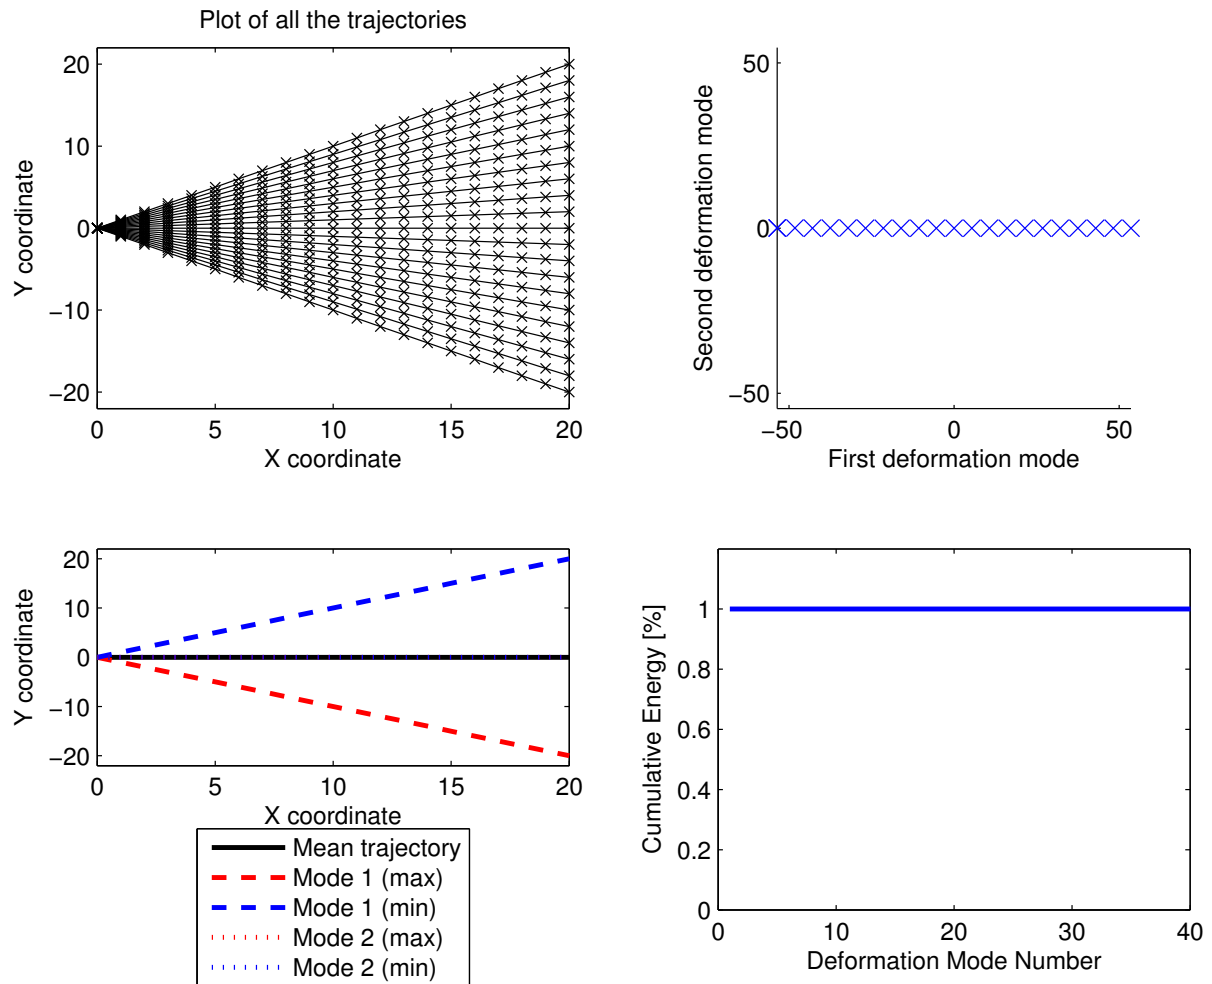 Plot of all the trajectories
20
10
0
−10
−20
Y coordinate
0 5 10 15 20
X coordinate
50
0
−50
Second deformation mode
−50 0 50
First deformation mode
20
10
0
−10
−20
Y coordinate
0 5 10 15 20
X coordinate
Mean trajectory
Mode 1 (max)
Mode 1 (min)
Mode 2 (max)
Mode 2 (min)
1
0.8
0.6
0.4
0.2
0
Cumulative Energy [%]
0 10 20 30 40
Deformation Mode Number